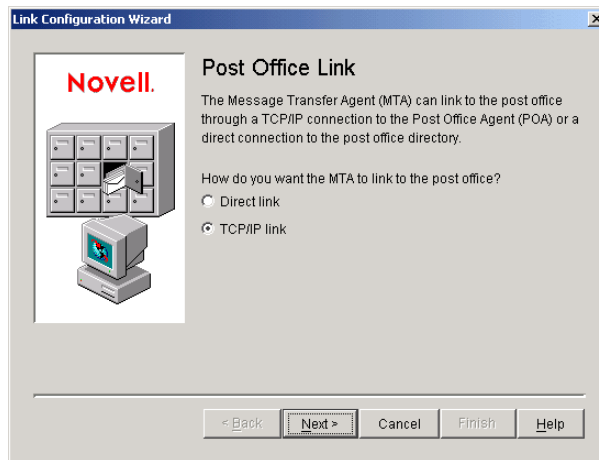 Link Configuration Wizard
Novell.
Post Office Link
The Message Transfer Agent (MTA) can link to the post office
through a TCP/IP connection to the Post Office Agent (POA) or a
direct connection to the post office directory.
How do you want the MTA to link to the post office?
Direct link
TCP/IP link
< Back
Next >
Cancel
Finish
Help